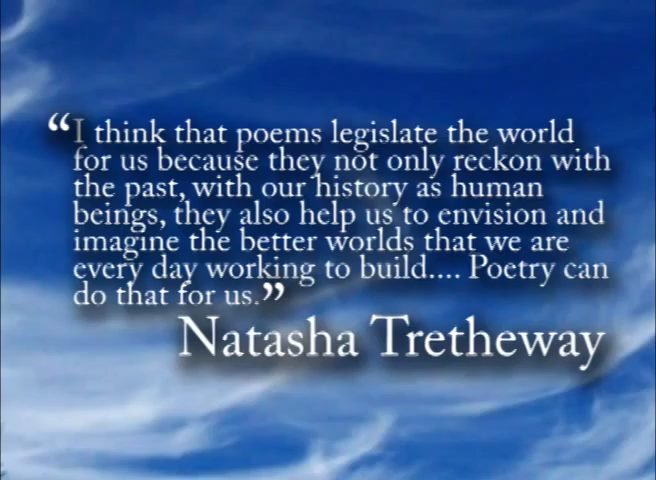 “I think that poems legislate the world
for us because they not only reckon with
the past, with our history as human
beings, they also help us to envision and
imagine the better worlds that we are
every day working to build.... Poetry can
do that for us.”
Natasha Tretheway